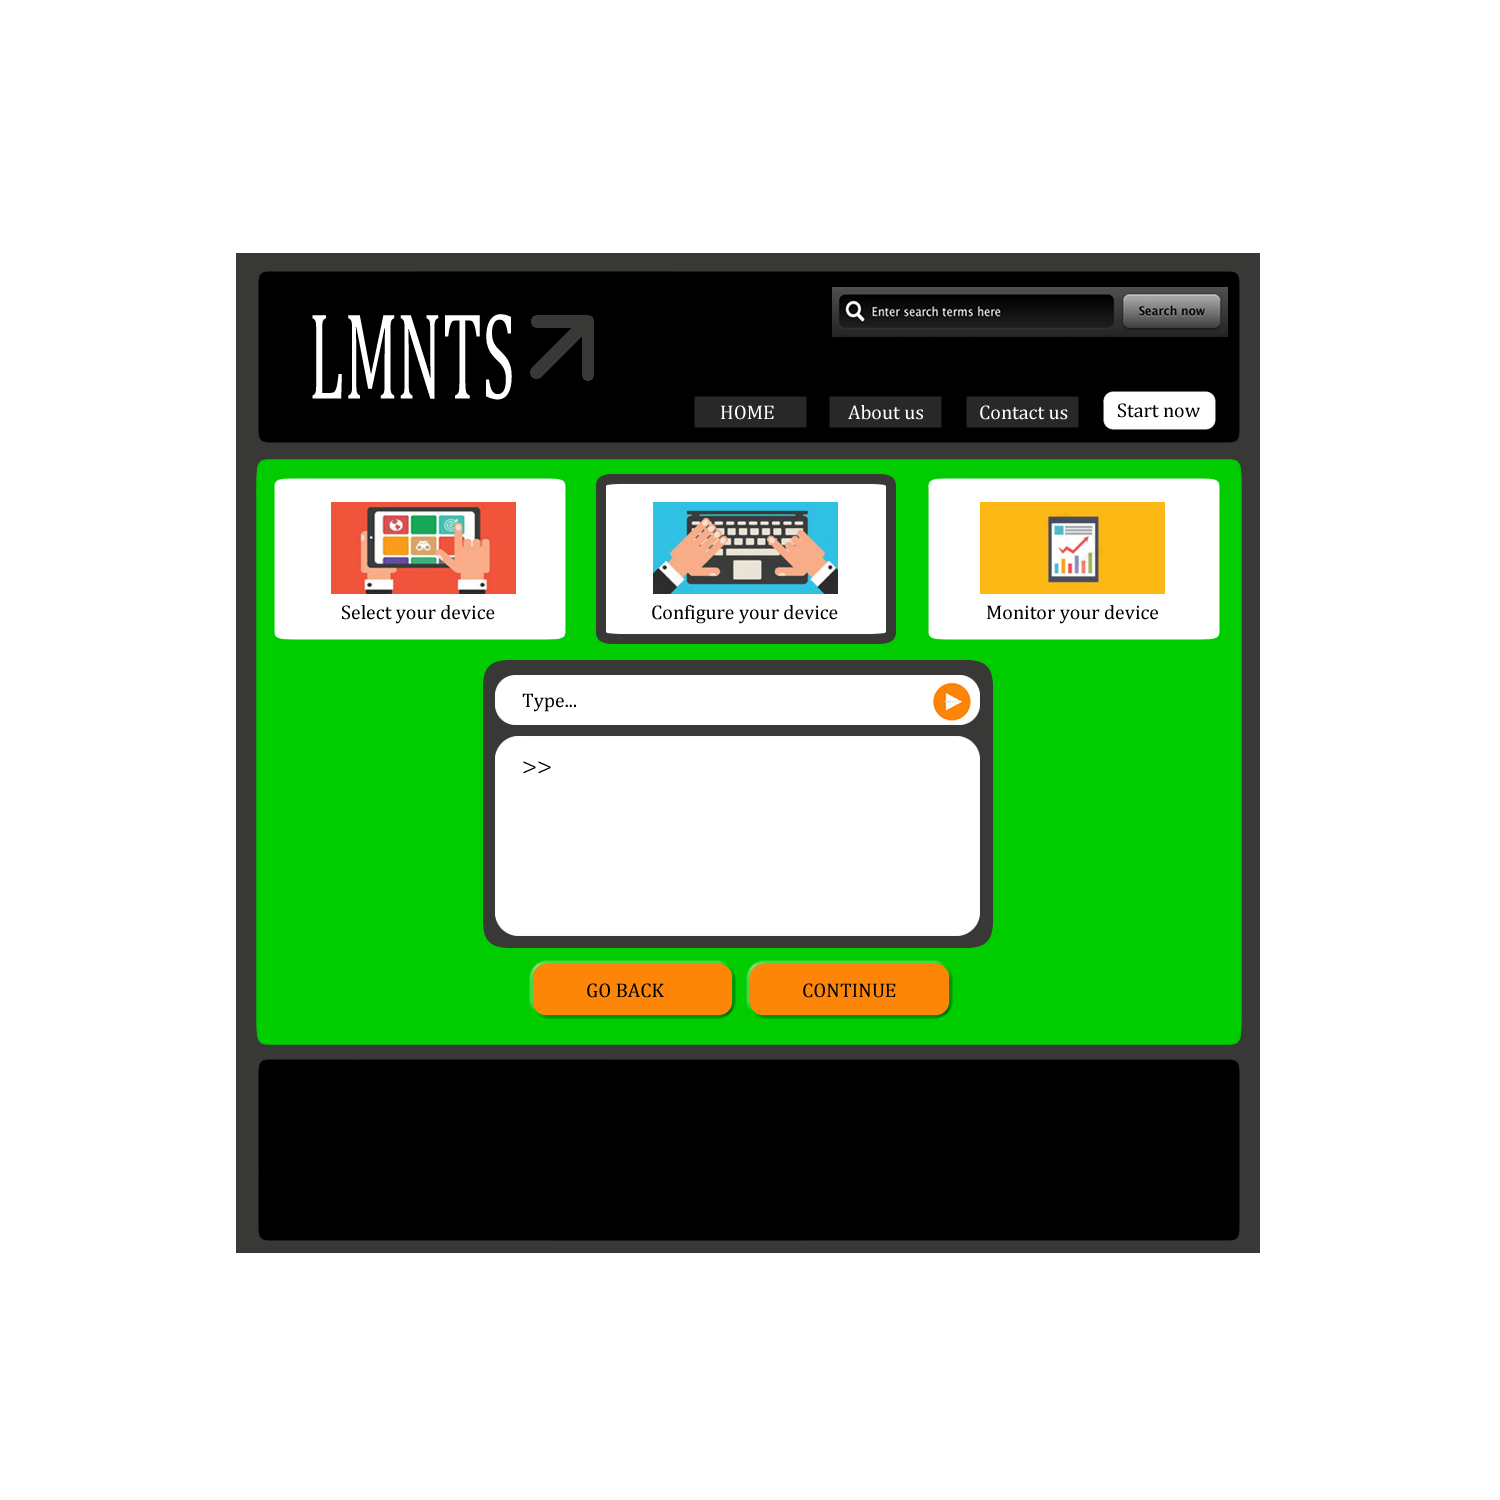 LMNTS
Enter search terms here
Search now
HOME
About us
Contact us
Start now
Select your device
Configure your device
Monitor your device
Type...
>>
GO BACK
CONTINUE